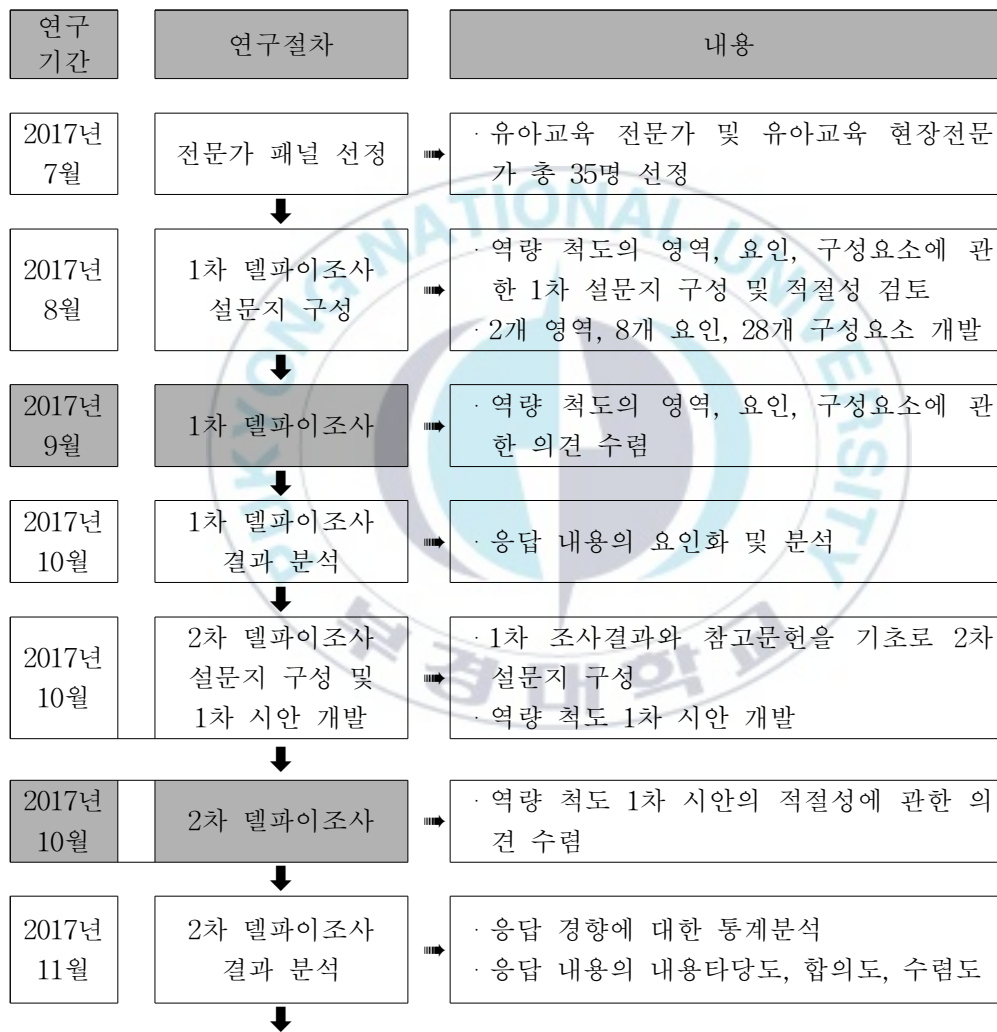 연구
기간
연구절차
내용
2017년
7월
전문가 패널 선정
· 유아교육 전문가 및 유아교육 현장전문
가 총 35명 선정
2017년
8월
1차 델파이조사
설문지 구성
· 역량 척도의 영역, 요인, 구성요소에 관
한 1차 설문지 구성 및 적절성 검토
· 2개 영역, 8개 요인, 28개 구성요소 개발
2017년
9월
1차 델파이조사
· 역량 척도의 영역, 요인, 구성요소에 관
한 의견 수렴
2017년
10월
1차 델파이조사
결과 분석
· 응답 내용의 요인화 및 분석
2017년
10월
2차 델파이조사
설문지 구성 및
1차 시안 개발
· 1차 조사결과와 참고문헌을 기초로 2차
설문지 구성
· 역량 척도 1차 시안 개발
2017년
10월
2차 델파이조사
· 역량 척도 1차 시안의 적절성에 관한 의
견 수렴
2017년
11월
2차 델파이조사
결과 분석
· 응답 경향에 대한 통계분석
· 응답 내용의 내용타당도, 합의도, 수렴도
PUKYONG NATIONAL UNIVERSITY
부경대학교